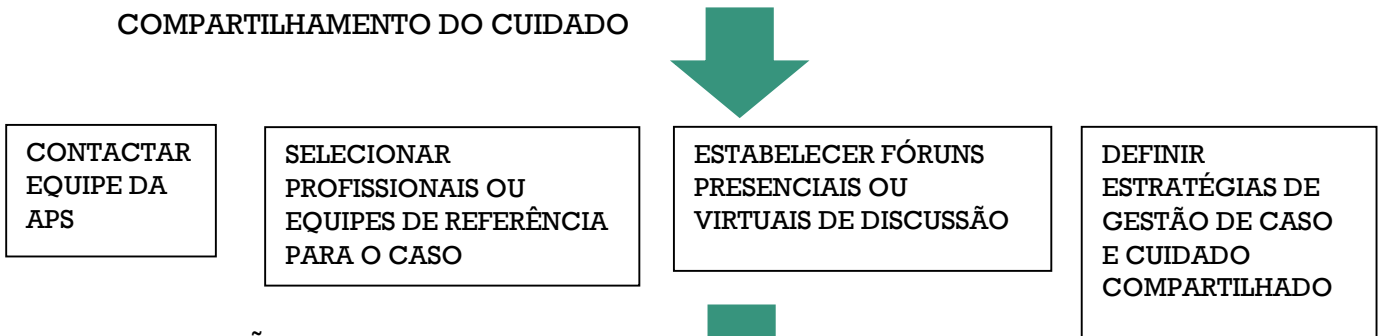 COMPARTILHAMENTO DO CUIDADO
CONTACTAR
EQUIPE DA
APS
SELECIONAR
PROFISSIONAIS OU
EQUIPES DE REFERÊNCIA
PARA O CASO
ESTABELECER FÓRUNS
PRESENCIAIS OU
VIRTUAIS DE DISCUSSÃO
DEFINIR
ESTRATÉGIAS DE
GESTÃO DE CASO
E CUIDADO
COMPARTILHADO